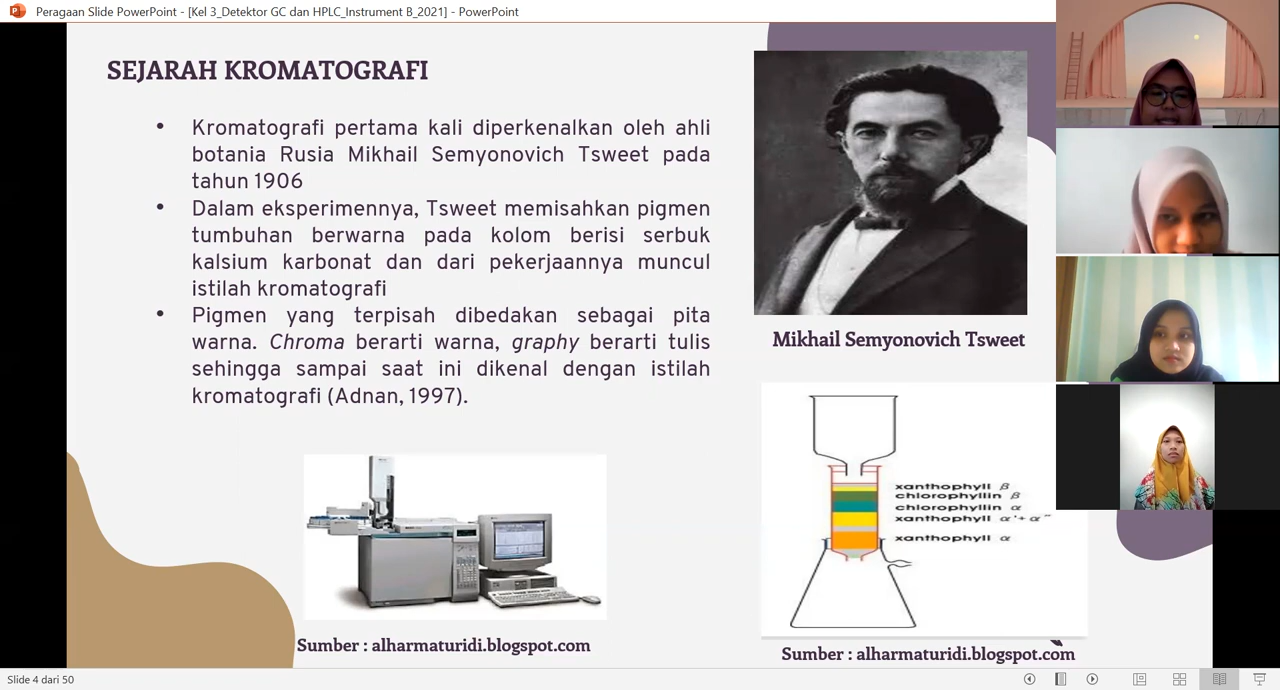 Peragaan Slide PowerPoint - [Kel 3_Detektor GC dan HPLC_Instrument B_2021] - PowerPoint
SEJARAH KROMATOGRAFI
• Kromatografi pertama kali diperkenalkan oleh ahli
botania Rusia Mikhail Semyonovich Tsweet pada
tahun 1906
• Dalam eksperimennya, Tsweet memisahkan pigmen
tumbuhan berwarna pada kolom berisi serbuk
kalsium karbonat dan dari pekerjaannya muncul
istilah kromatografi
• Pigmen yang terpisah dibedakan sebagai pita
warna. Chroma berarti warna, graphy berarti tulis
sehingga sampai saat ini dikenal dengan istilah
kromatografi (Adnan, 1997).
Mikhail Semyonovich Tsweet
xanthophyll β
chlorophyllin β
chlorophyllin α
xanthophyll α'+ α''
xanthophyll α
Sumber : alharmaturidi.blogspot.com
Sumber : alharmaturidi.blogspot.com
Slide 4 dari 50